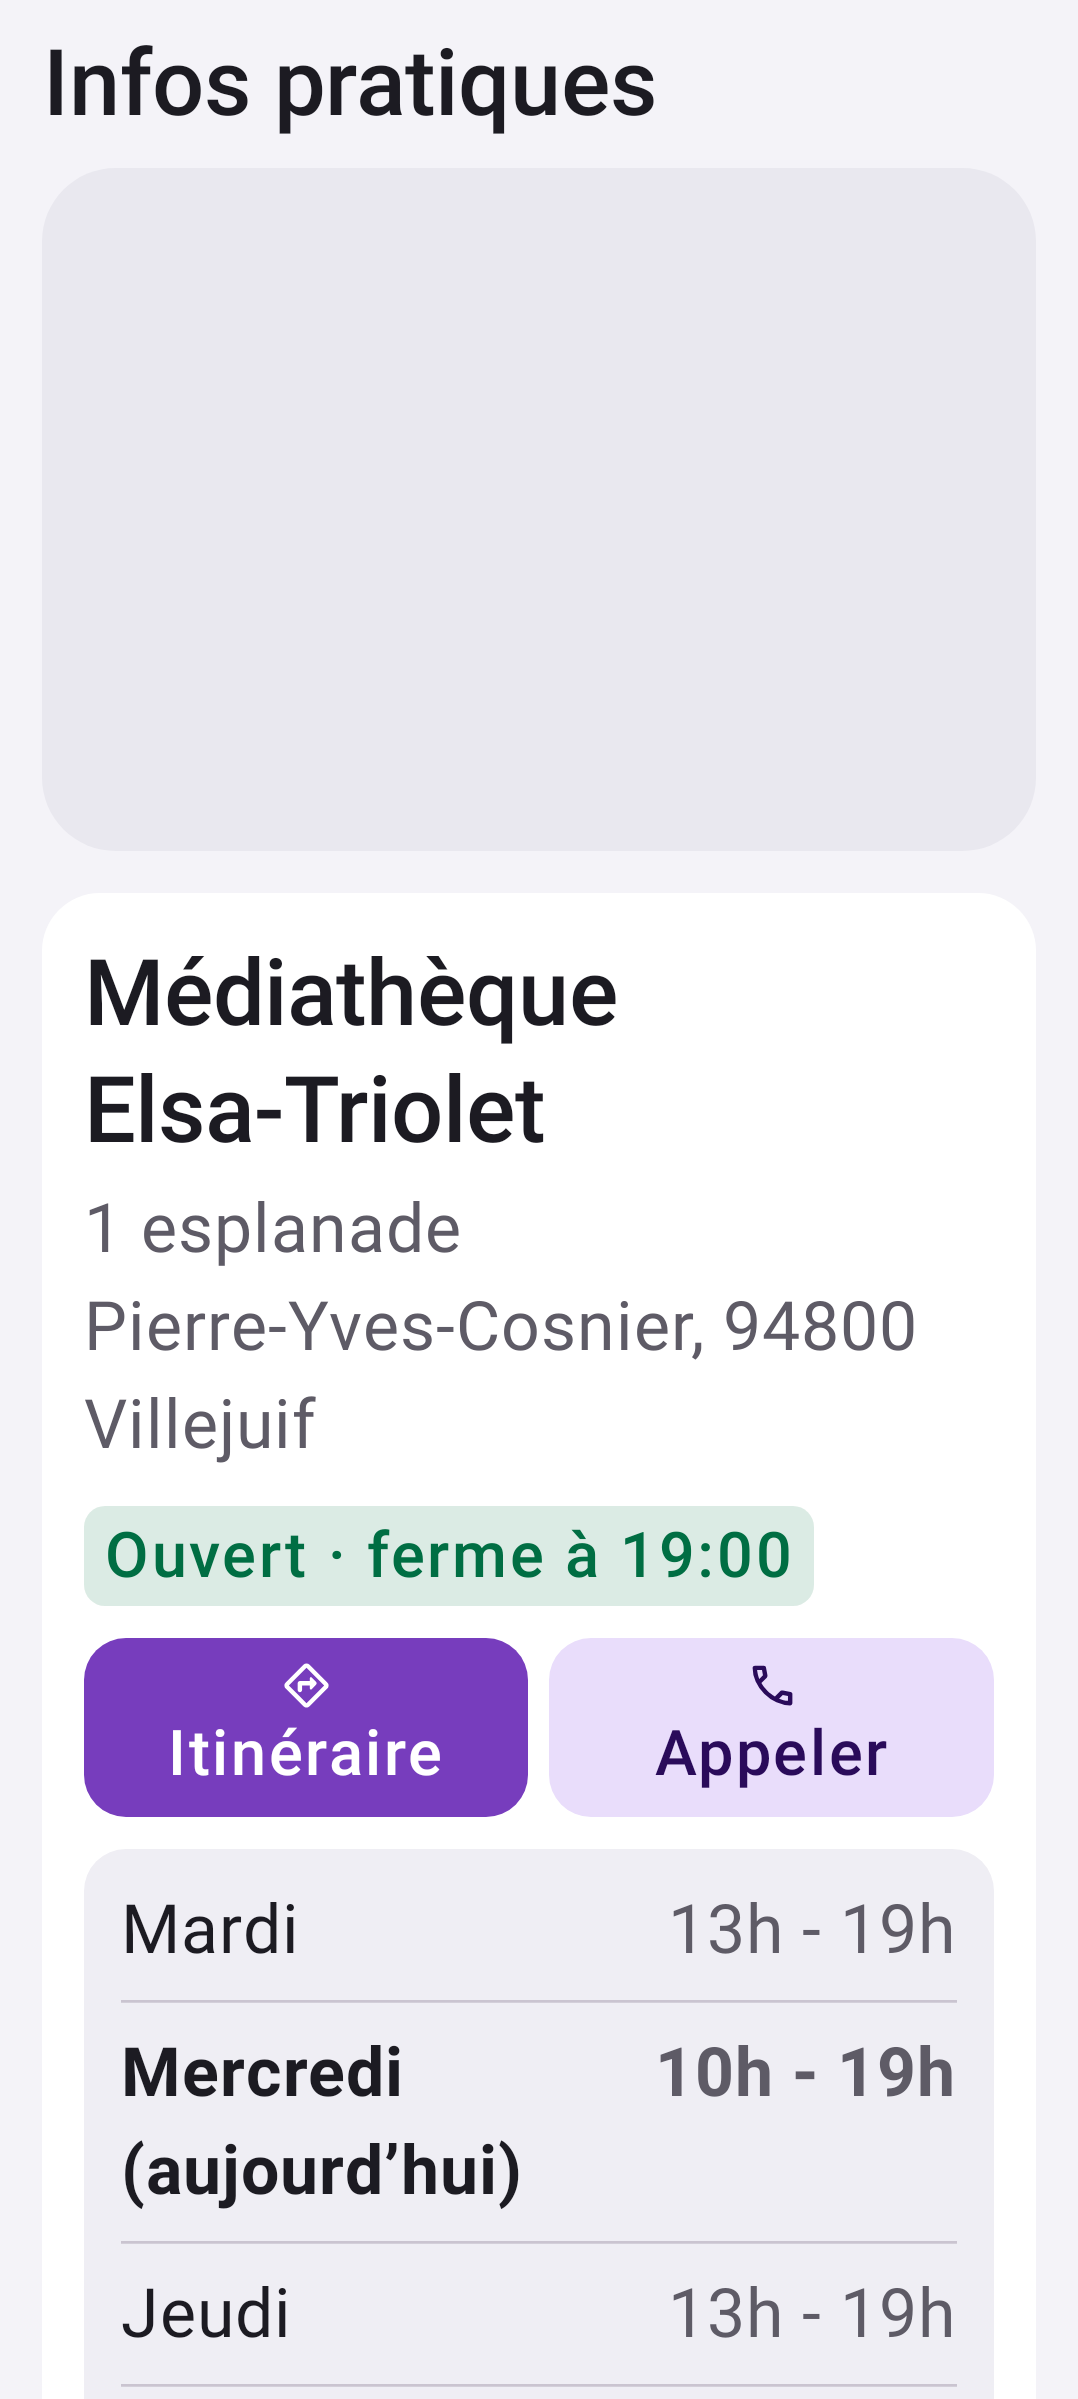 Infos pratiques
Médiathèque
Elsa-Triolet
1 esplanade
Pierre-Yves-Cosnier, 94800
Villejuif
Ouvert · ferme à 19:00
Itinéraire
Appeler
Mardi 13h - 19h
Mercredi 10h - 19h
(aujourd’hui)
Jeudi 13h - 19h